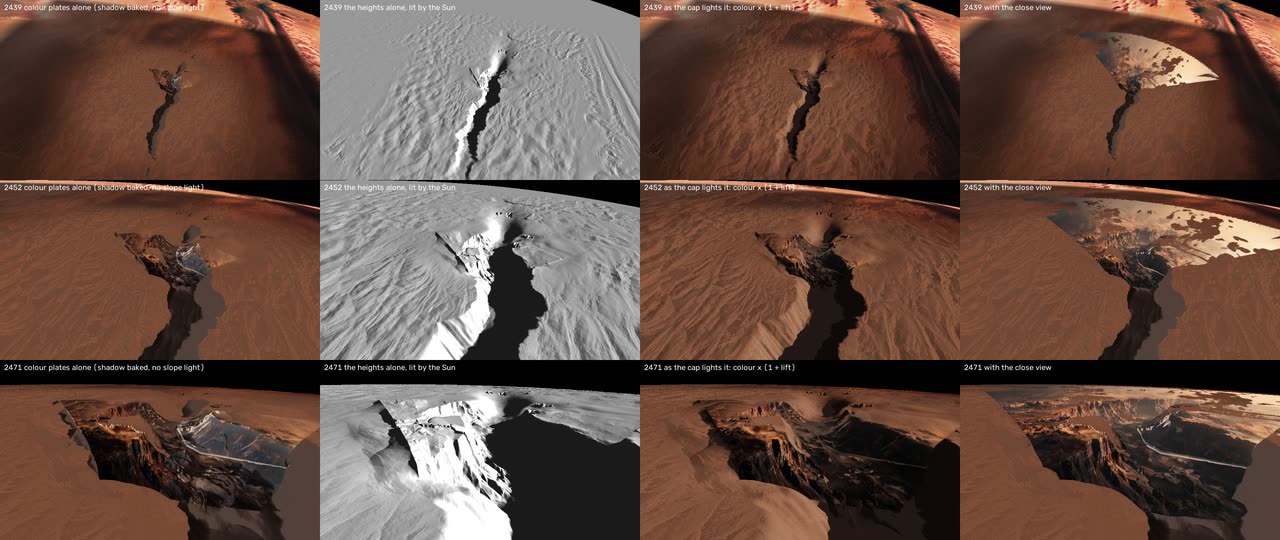 2439 colour plates alone (shadow baked, no slope light)
2439 the heights alone, lit by the Sun
2439 as the cap lights it: colour x (1 + lift)
2439 with the close view
2452 colour plates alone (shadow baked, no slope light)
2452 the heights alone, lit by the Sun
2452 as the cap lights it: colour x (1 + lift)
2452 with the close view
2471 colour plates alone (shadow baked, no slope light)
2471 the heights alone, lit by the Sun
2471 as the cap lights it: colour x (1 + lift)
2471 with the close view